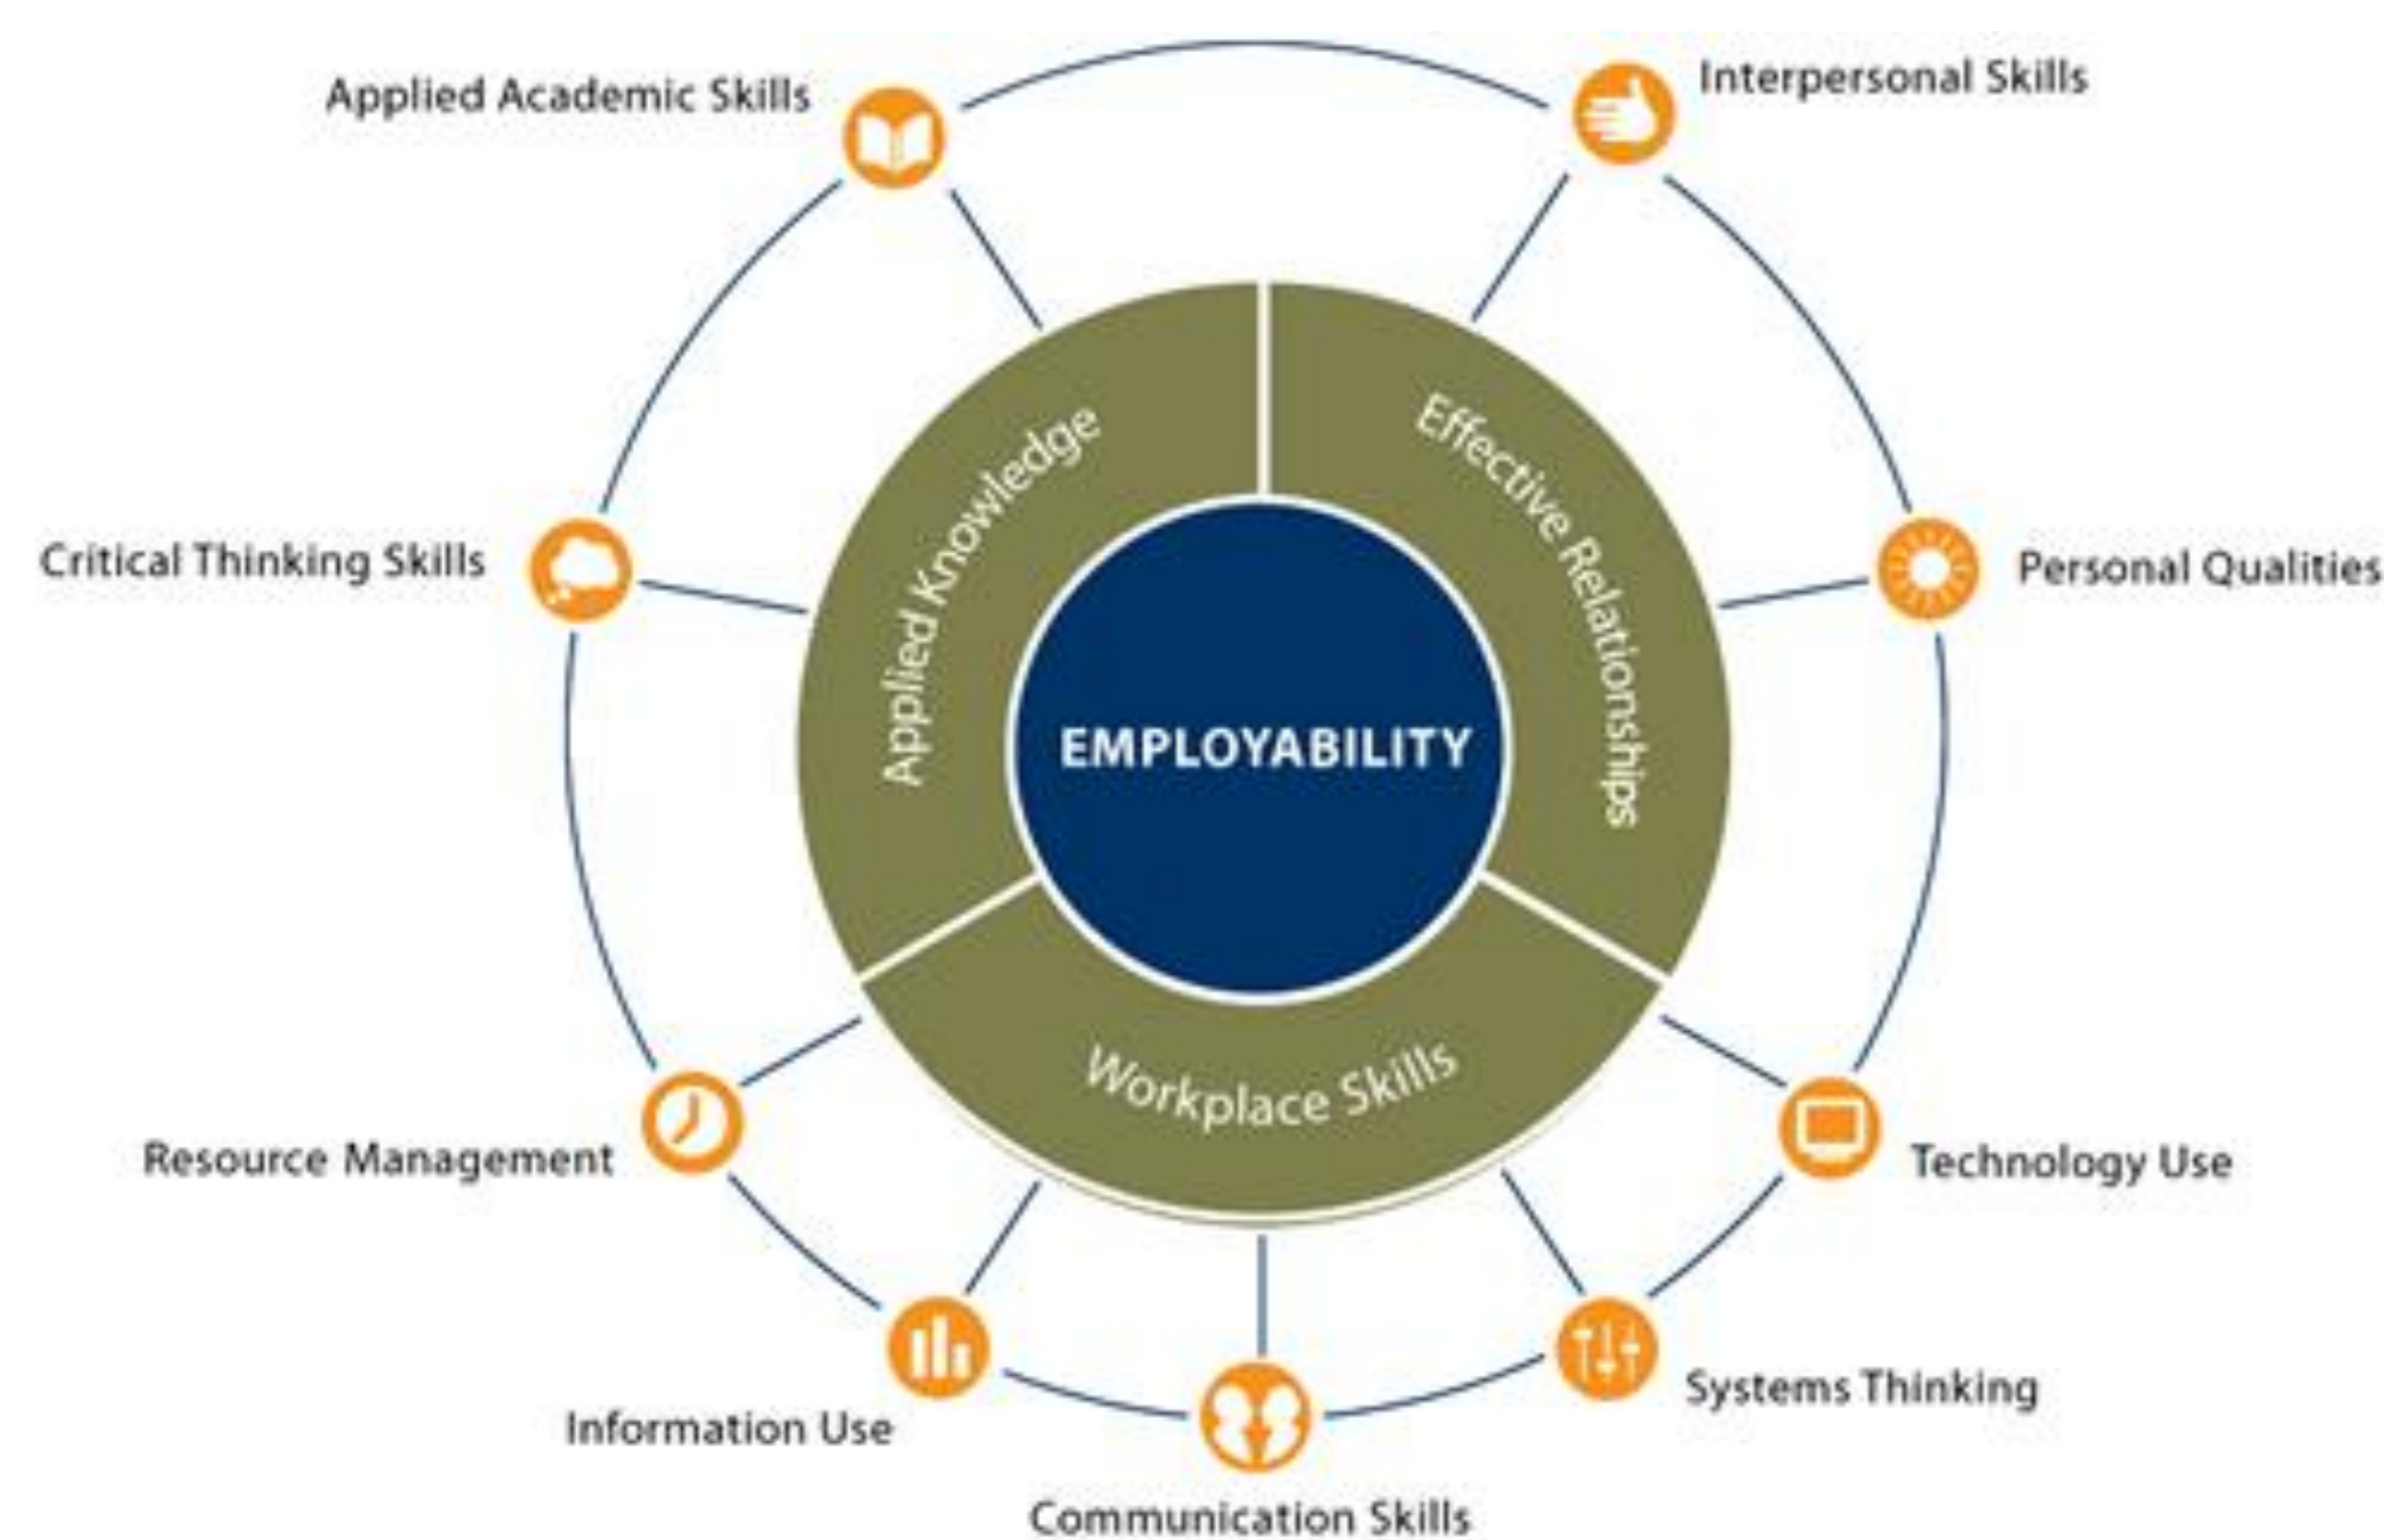 Applied Academic Skills
Interpersonal Skills
Critical Thinking Skills
Personal Qualities
Applied Knowledge
Effective Relationships
EMPLOYABILITY
Workplace Skills
Resource Management
Technology Use
Information Use
Systems Thinking
Communication Skills